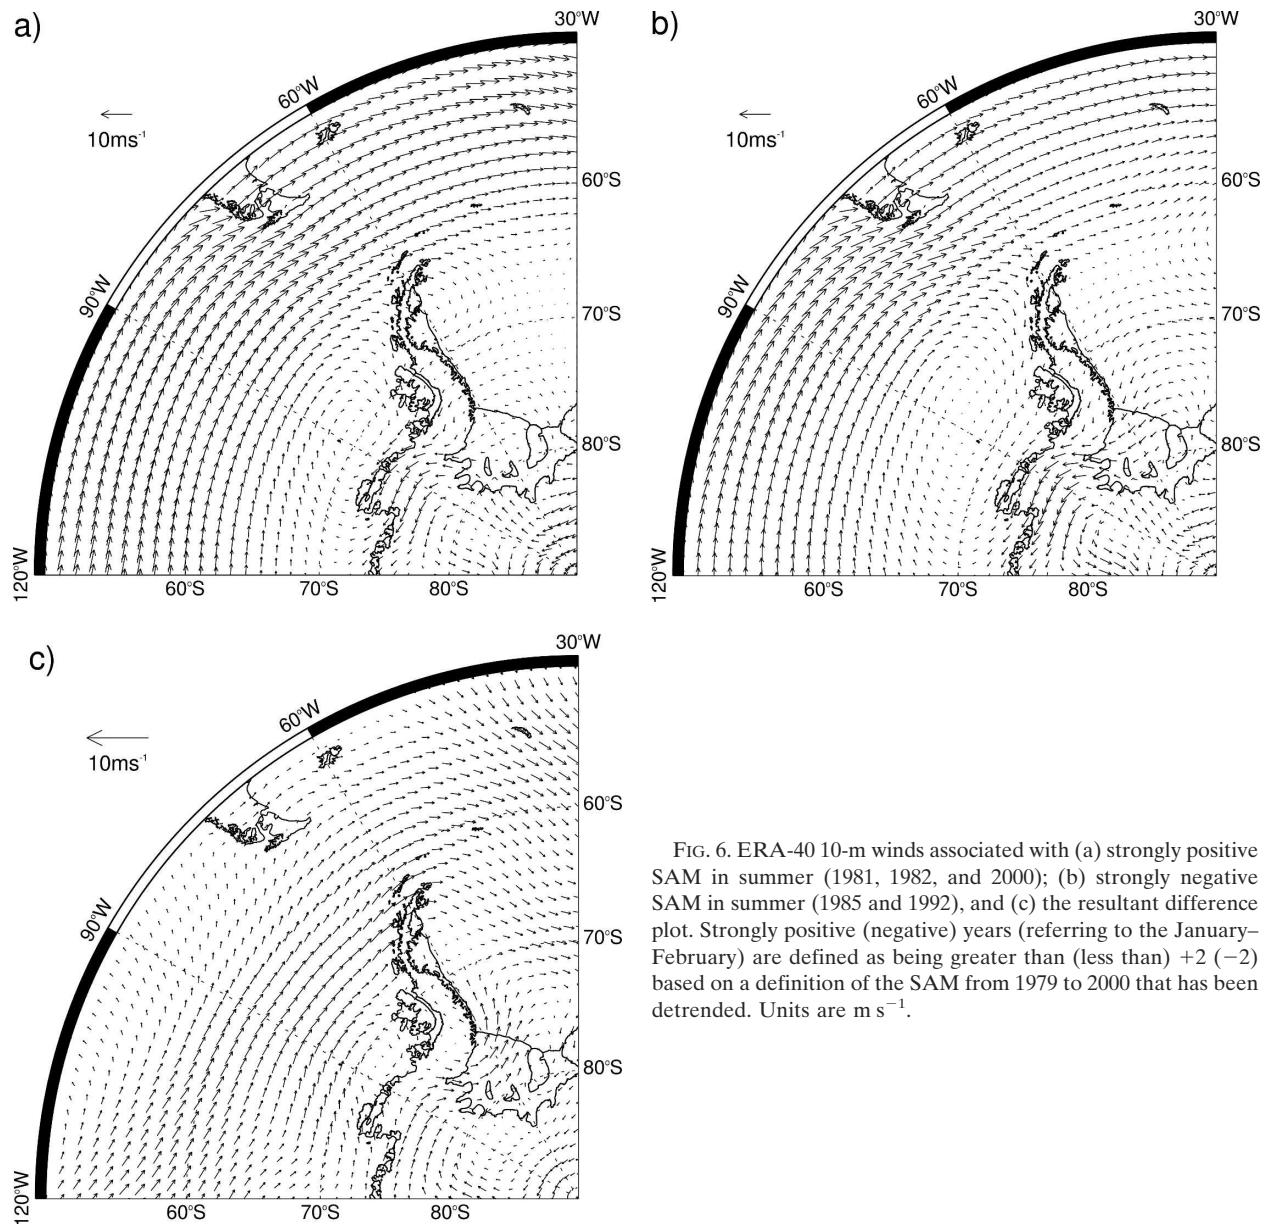 a)
30°W
60°W
10ms-1
90°W
60°S
70°S
80°S
120°W
60°S
70°S
80°S
b)
30°W
60°W
10ms-1
90°W
60°S
70°S
80°S
120°W
60°S
70°S
80°S
c)
30°W
60°W
10ms-1
90°W
60°S
70°S
80°S
120°W
60°S
70°S
80°S
FIG. 6. ERA-40 10-m winds associated with (a) strongly positive
SAM in summer (1981, 1982, and 2000); (b) strongly negative
SAM in summer (1985 and 1992), and (c) the resultant difference
plot. Strongly positive (negative) years (referring to the January–
February) are defined as being greater than (less than) +2 (−2)
based on a definition of the SAM from 1979 to 2000 that has been
detrended. Units are m s−1.